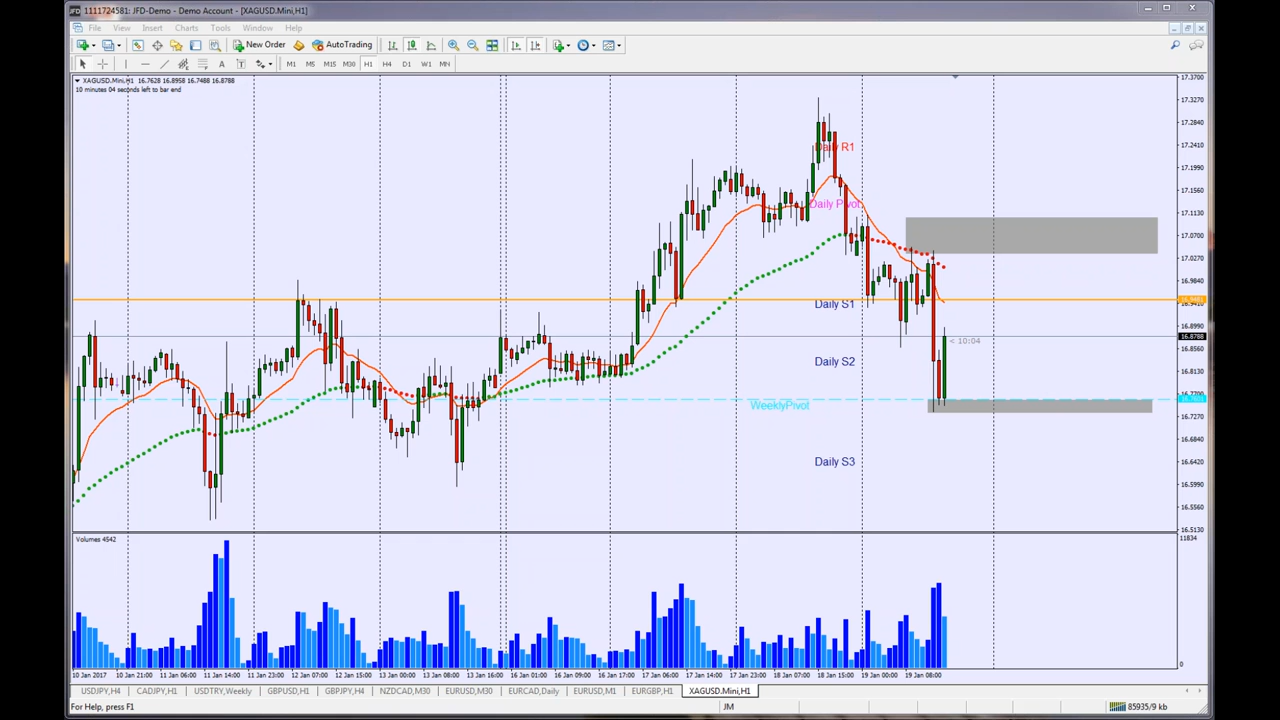 1111724581: JFD-Demo - Demo Account - [XAGUSD.Mini,H1]
File View Insert Charts Tools Window Help
New Order AutoTrading
A T M1 M5 M15 M30 H1 H4 D1 W1 MN
XAGUSD.Mini,H1 16.7628 16.8958 16.7488 16.8788
10 minutes 04 seconds left to bar end
17.3700
17.3270
17.2840
Daily R1
17.2410
17.1990
17.1560
Daily Pivot
17.1130
17.0700
17.0270
16.9840
Daily S1
16.8990
16.8788
< 10:04
16.8560
Daily S2
16.8130
WeeklyPivot
16.7270
16.6840
Daily S3
16.6420
16.5990
16.5560
16.5130
Volumes 4542
11834
0
10 Jan 2017 10 Jan 21:00 11 Jan 06:00 11 Jan 14:00 11 Jan 23:00 12 Jan 07:00 12 Jan 15:00 13 Jan 00:00 13 Jan 08:00 13 Jan 16:00 16 Jan 01:00 16 Jan 09:00 16 Jan 17:00 17 Jan 06:00 17 Jan 14:00 17 Jan 23:00 18 Jan 07:00 18 Jan 15:00 19 Jan 00:00 19 Jan 08:00
USDJPY,H4 CADJPY,H1 USDTRY,Weekly GBPUSD,H1 GBPJPY,H4 NZDCAD,M30 EURUSD,M30 EURCAD,Daily EURUSD,M1 EURGBP,H1 XAGUSD.Mini,H1
For Help, press F1 JM 85935/9 kb